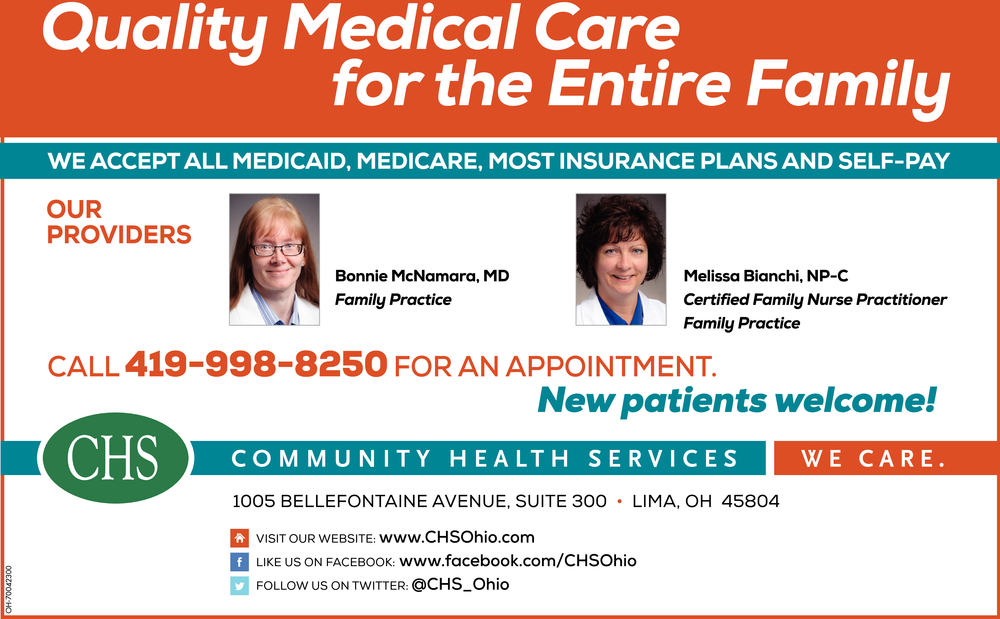 Quality Medical Care
for the Entire Family
WE ACCEPT ALL MEDICAID, MEDICARE, MOST INSURANCE PLANS AND SELF-PAY
OUR
PROVIDERS
Bonnie McNamara, MD
Family Practice
Melissa Bianchi, NP-C
Certified Family Nurse Practitioner
Family Practice
CALL 419-998-8250 FOR AN APPOINTMENT.
New patients welcome!
CHS
COMMUNITY HEALTH SERVICES
WE CARE.
1005 BELLEFONTAINE AVENUE, SUITE 300 • LIMA, OH 45804
VISIT OUR WEBSITE: www.CHSOhio.com
f LIKE US ON FACEBOOK: www.facebook.com/CHSOhio
FOLLOW US ON TWITTER: @CHS_Ohio
OH-70042300